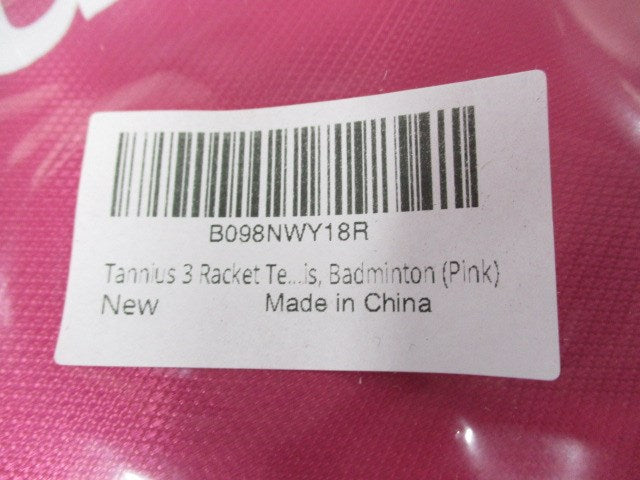 B098NWY18R
Tannius 3 Racket Te...is, Badminton (Pink)
New Made in China